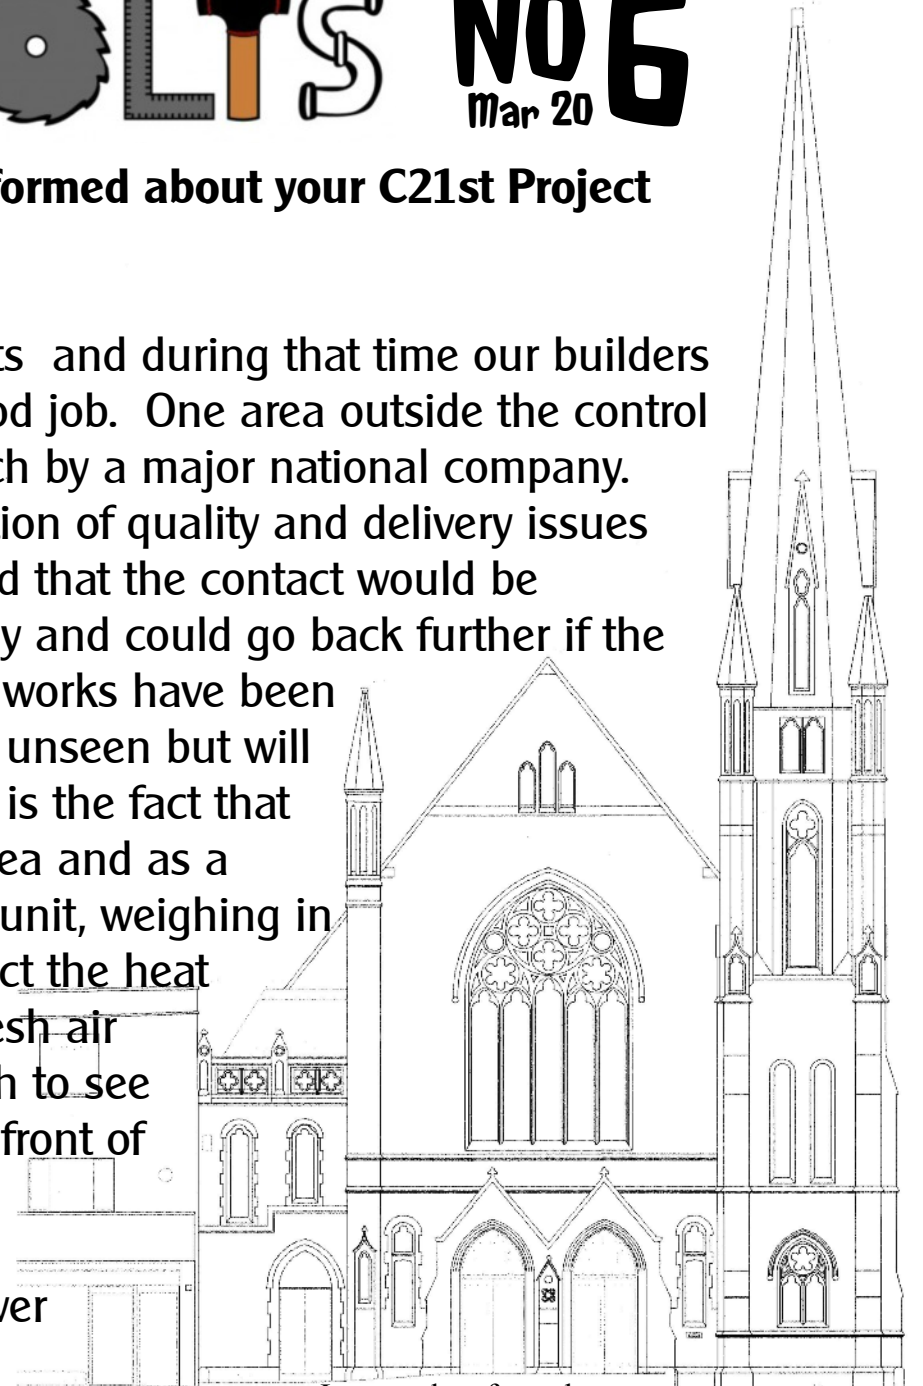 OLTS No 6
Mar 20
formed about your C21st Project
ts and during that time our builders
od job. One area outside the control
ch by a major national company.
tion of quality and delivery issues
d that the contact would be
y and could go back further if the
works have been
unseen but will
is the fact that
ea and as a
unit, weighing in
ct the heat
esh air
h to see
front of
ver